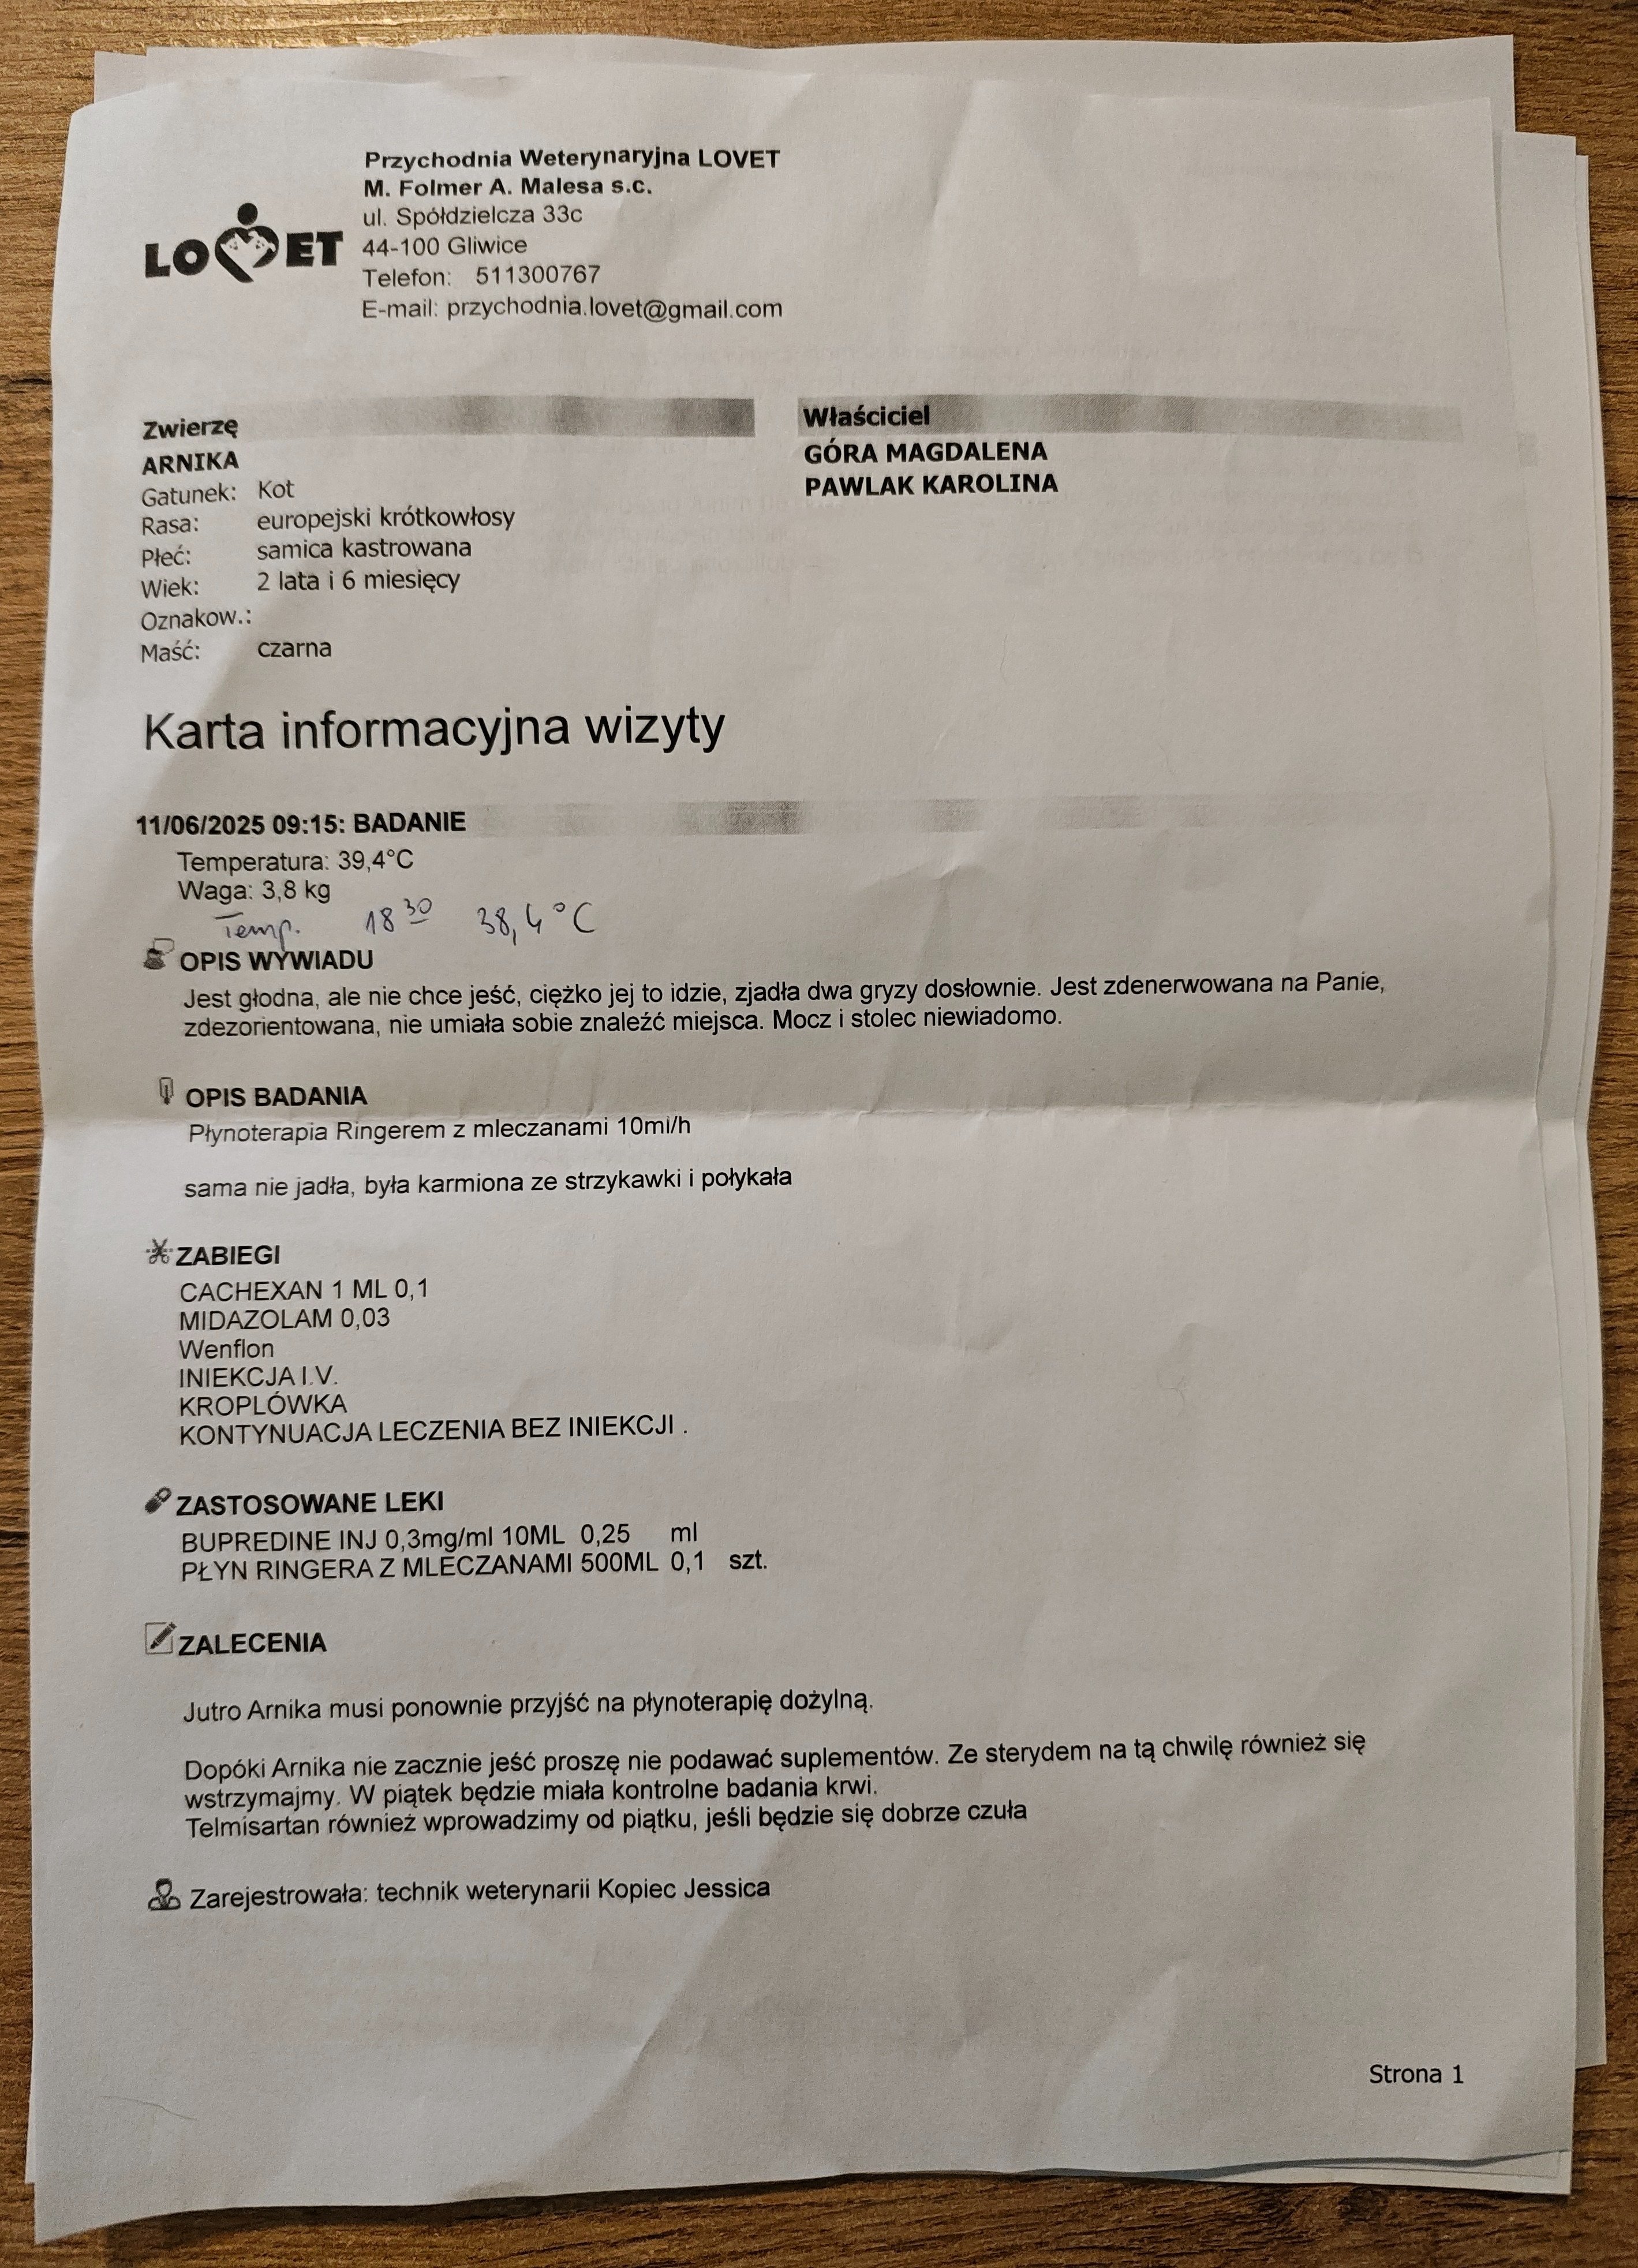 Przychodnia Weterynaryjna LOVET
M. Folmer A. Malesa s.c.
ul. Spółdzielcza 33c
44-100 Gliwice
Telefon: 511300767
E-mail: przychodnia.lovet@gmail.com
LOVET
Zwierzę
ARNIKA
Gatunek: Kot
Rasa: europejski krótkowłosy
Płeć: samica kastrowana
Wiek: 2 lata i 6 miesięcy
Oznakow.:
Maść: czarna
Właściciel
GÓRA MAGDALENA
PAWLAK KAROLINA
Karta informacyjna wizyty
11/06/2025 09:15: BADANIE
Temperatura: 39,4°C
Waga: 3,8 kg
Temp. 18 30 38,4°C
OPIS WYWIADU
Jest głodna, ale nie chce jeść, ciężko jej to idzie, zjadła dwa gryzy dosłownie. Jest zdenerwowana na Panie,
zdezorientowana, nie umiała sobie znaleźć miejsca. Mocz i stolec niewiadomo.
OPIS BADANIA
Płynoterapia Ringerem z mleczanami 10ml/h
sama nie jadła, była karmiona ze strzykawki i połykała
ZABIEGI
CACHEXAN 1 ML 0,1
MIDAZOLAM 0,03
Wenflon
INIEKCJA I.V.
KROPLÓWKA
KONTYNUACJA LECZENIA BEZ INIEKCJI .
ZASTOSOWANE LEKI
BUPREDINE INJ 0,3mg/ml 10ML 0,25 ml
PŁYN RINGERA Z MLECZANAMI 500ML 0,1 szt.
ZALECENIA
Jutro Arnika musi ponownie przyjść na płynoterapię dożylną.
Dopóki Arnika nie zacznie jeść proszę nie podawać suplementów. Ze sterydem na tą chwilę również się
wstrzymajmy. W piątek będzie miała kontrolne badania krwi.
Telmisartan również wprowadzimy od piątku, jeśli będzie się dobrze czuła
Zarejestrowała: technik weterynarii Kopiec Jessica
Strona 1